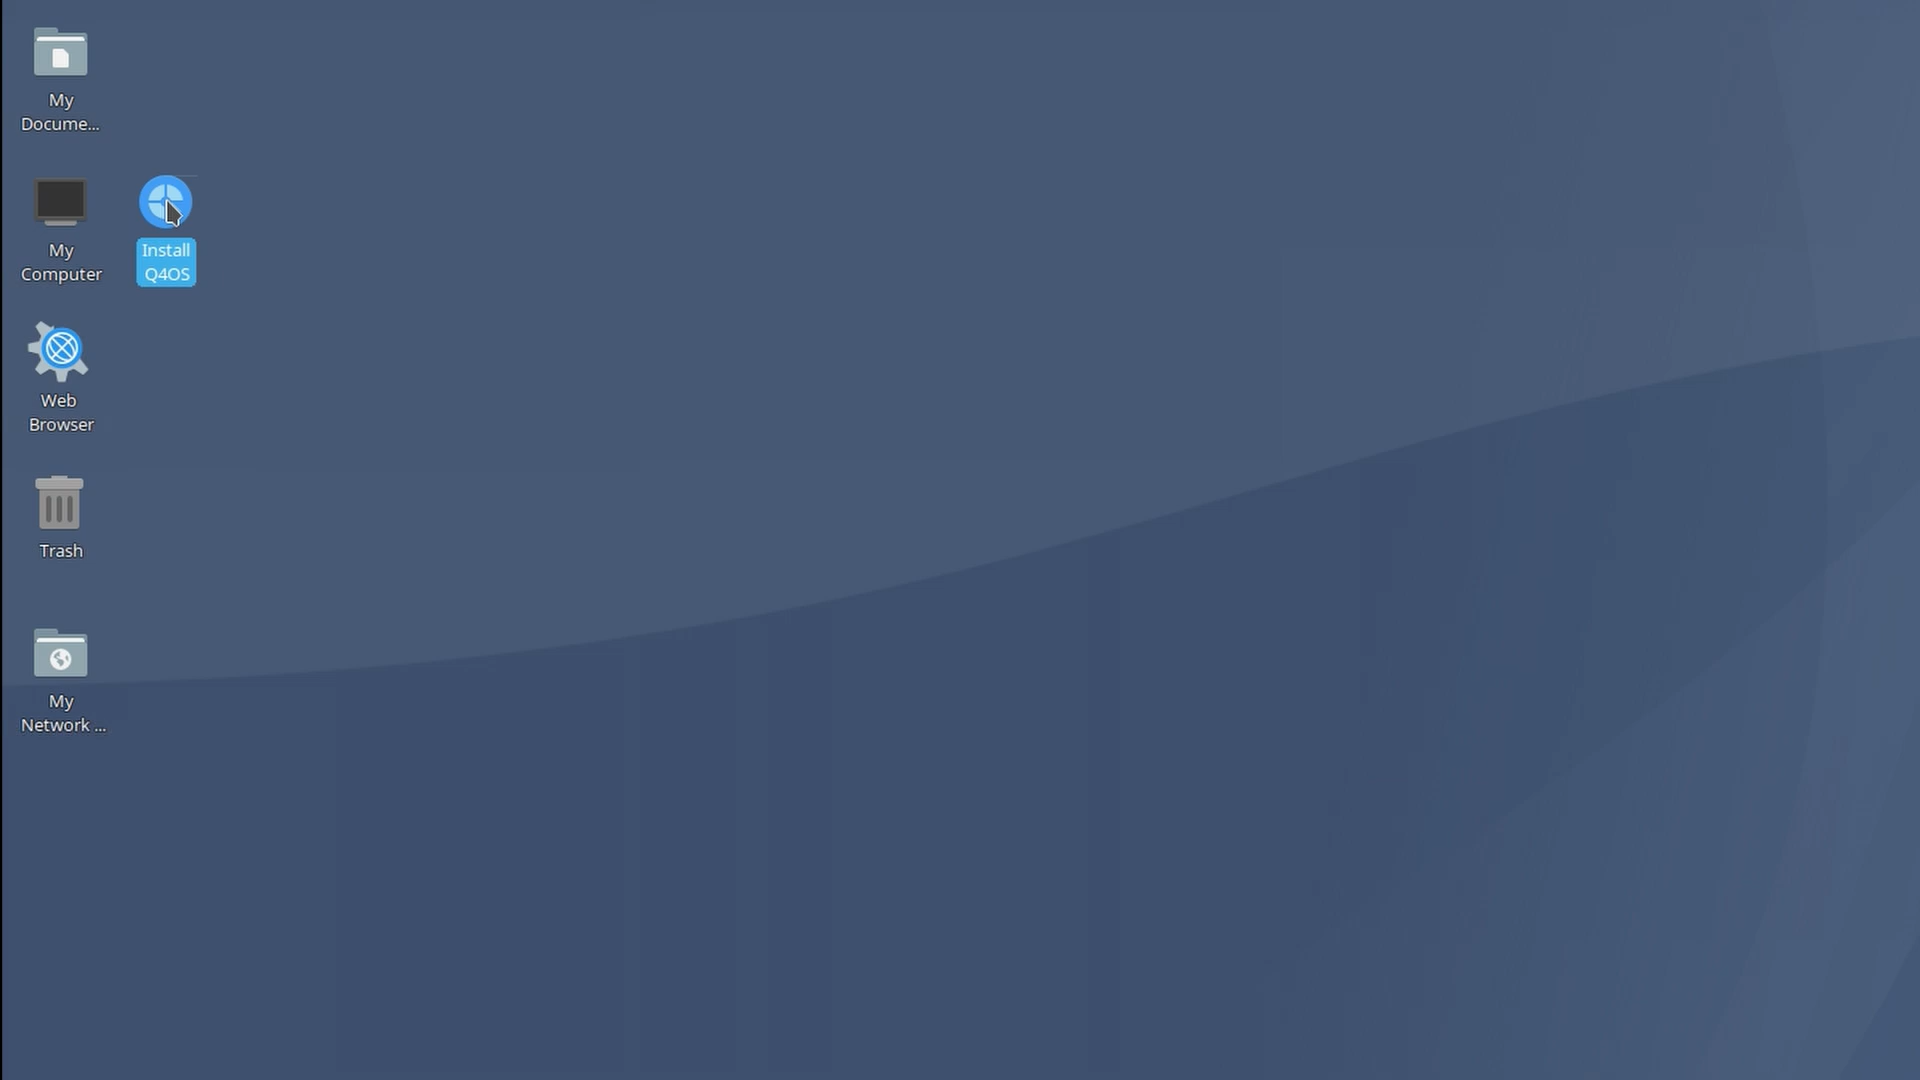 My
Docume...
My
Computer
Install
Q4OS
Web
Browser
Trash
My
Network ...